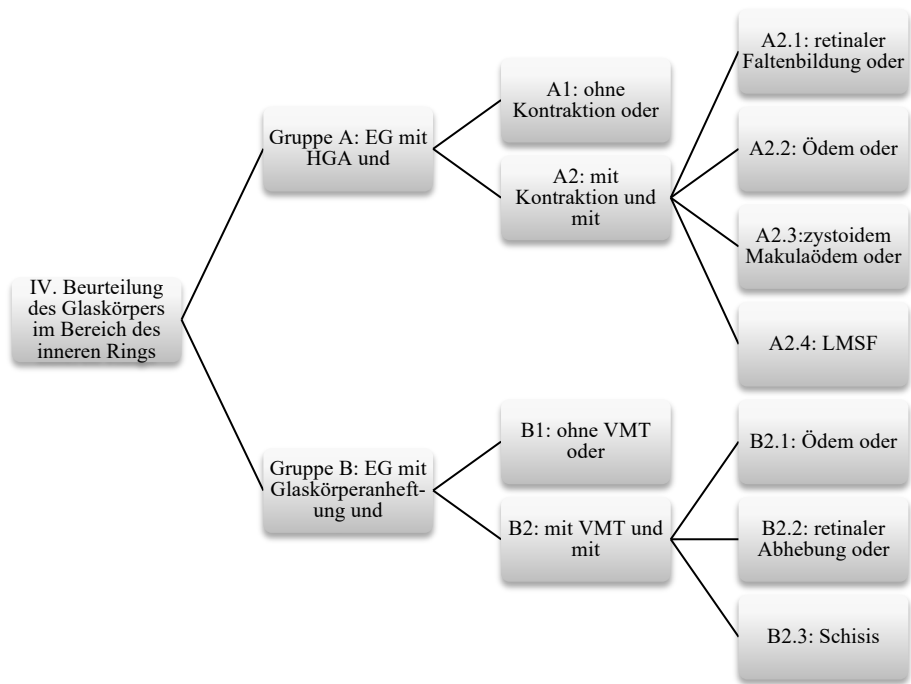 IV. Beurteilung
des Glaskörpers
im Bereich des
inneren Rings
Gruppe A: EG mit
HGA und
A1: ohne
Kontraktion oder
A2: mit
Kontraktion und
mit
A2.1: retinaler
Faltenbildung oder
A2.2: Ödem oder
A2.3:zystoidem
Makulaödem oder
A2.4: LMSF
Gruppe B: EG mit
Glaskörperanheft-
ung und
B1: ohne VMT
oder
B2: mit VMT und
mit
B2.1: Ödem oder
B2.2: retinaler
Abhebung oder
B2.3: Schisis